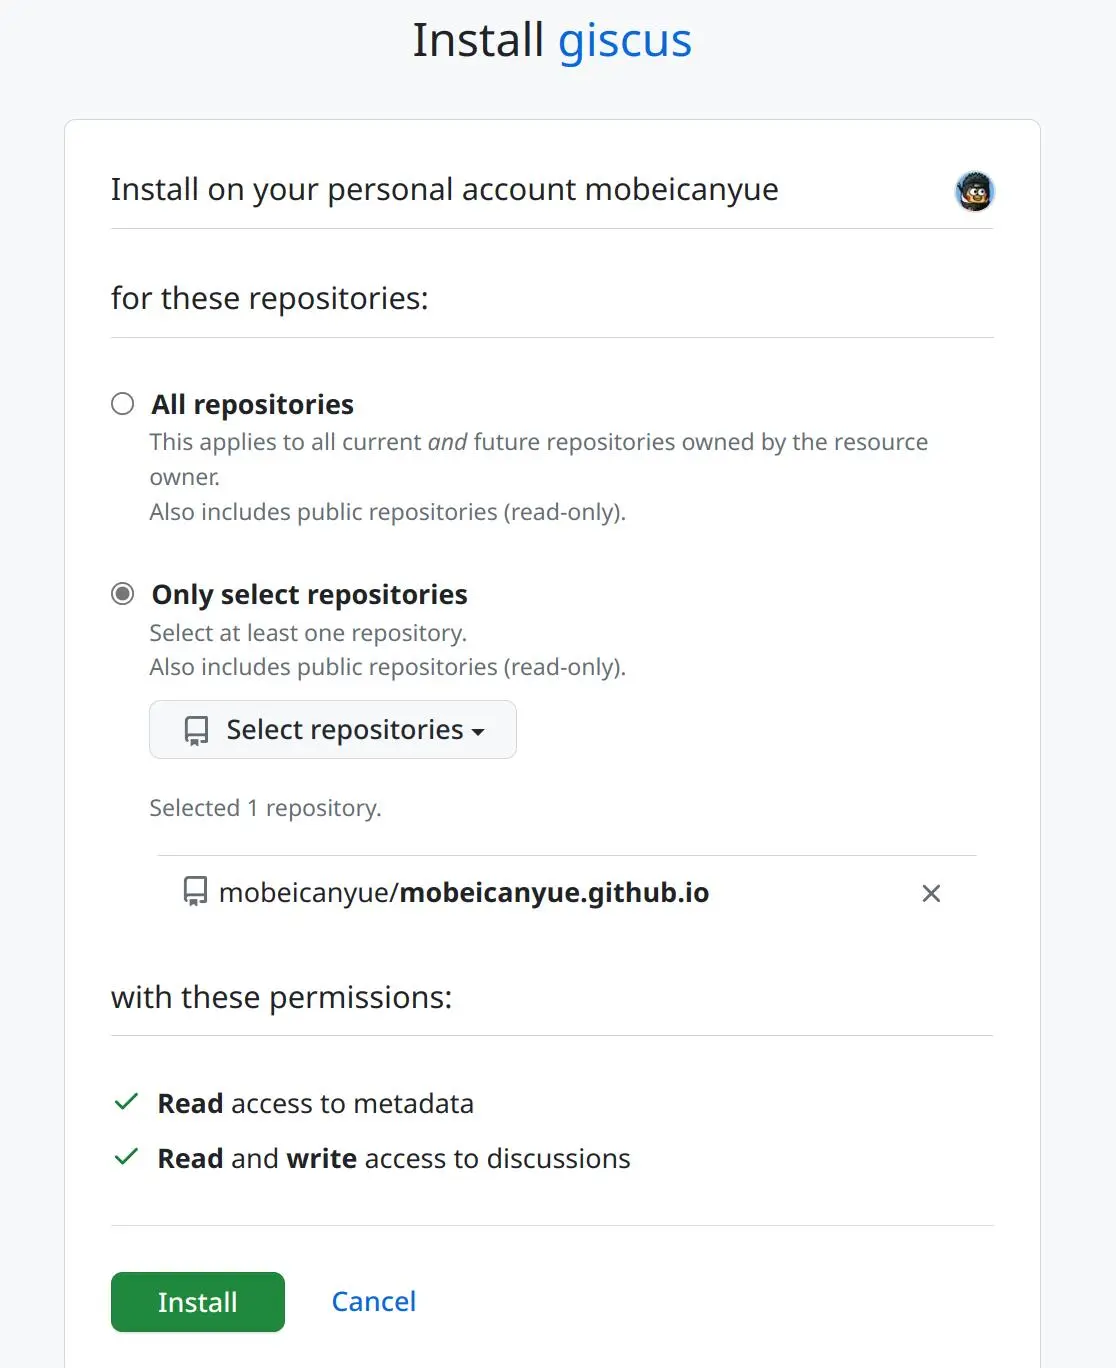 Install giscus
Install on your personal account mobeicanyue
for these repositories:
All repositories
This applies to all current and future repositories owned by the resource
owner.
Also includes public repositories (read-only).
Only select repositories
Select at least one repository.
Also includes public repositories (read-only).
Select repositories
Selected 1 repository.
mobeicanyue/mobeicanyue.github.io
with these permissions:
Read access to metadata
Read and write access to discussions
Install Cancel